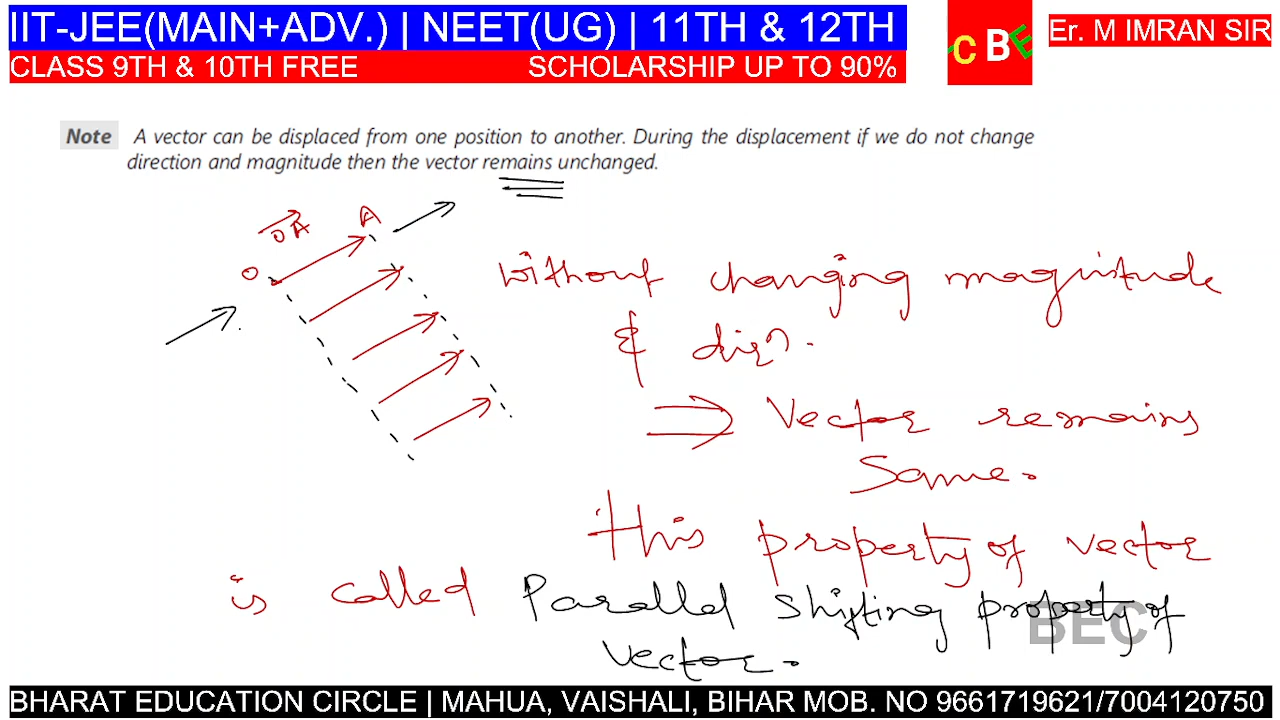 IIT-JEE(MAIN+ADV.) | NEET(UG) | 11TH & 12TH
CLASS 9TH & 10TH FREE SCHOLARSHIP UP TO 90%
CBE
Er. M IMRAN SIR
Note A vector can be displaced from one position to another. During the displacement if we do not change
direction and magnitude then the vector remains unchanged.
OA A
O
without changing magnitude
& dirn.
⇒ Vector remains
Same.
this property of vector
is called Parallel shifting property of
vector.
BEC
BHARAT EDUCATION CIRCLE | MAHUA, VAISHALI, BIHAR MOB. NO 9661719621/7004120750